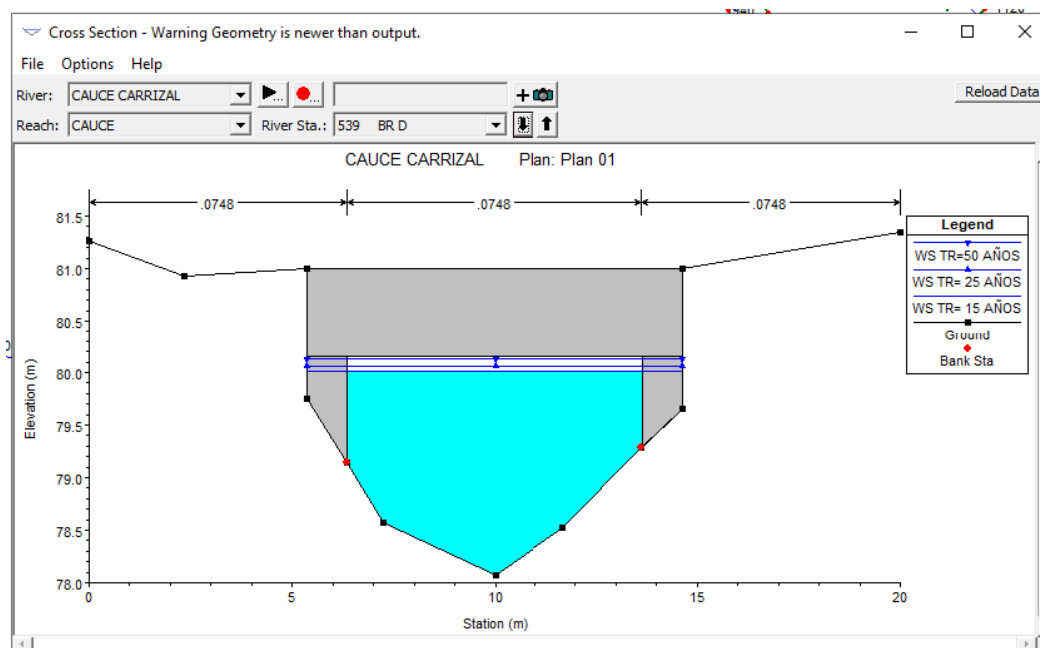 Cross Section - Warning Geometry is newer than output.
File Options Help
River: CAUCE CARRIZAL ... ... + Reload Data
Reach: CAUCE River Sta.: 539 BR D
CAUCE CARRIZAL Plan: Plan 01
.0748 .0748 .0748
81.5
81.0
80.5
80.0
79.5
79.0
78.5
78.0
Elevation (m)
0 5 10 15 20
Station (m)
Legend
WS TR=50 AÑOS
WS TR= 25 AÑOS
WS TR= 15 AÑOS
Ground
Bank Sta